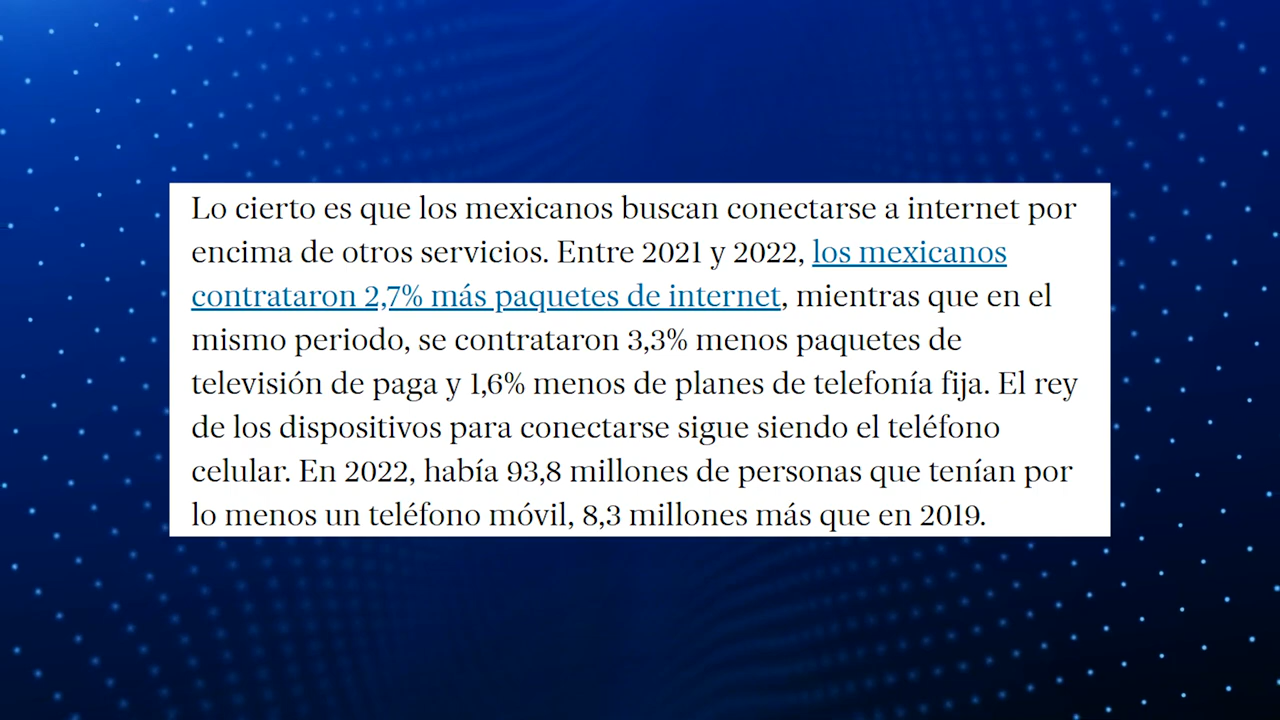 Lo cierto es que los mexicanos buscan conectarse a internet por
encima de otros servicios. Entre 2021 y 2022, los mexicanos
contrataron 2,7% más paquetes de internet, mientras que en el
mismo periodo, se contrataron 3,3% menos paquetes de
televisión de paga y 1,6% menos de planes de telefonía fija. El rey
de los dispositivos para conectarse sigue siendo el teléfono
celular. En 2022, había 93,8 millones de personas que tenían por
lo menos un teléfono móvil, 8,3 millones más que en 2019.